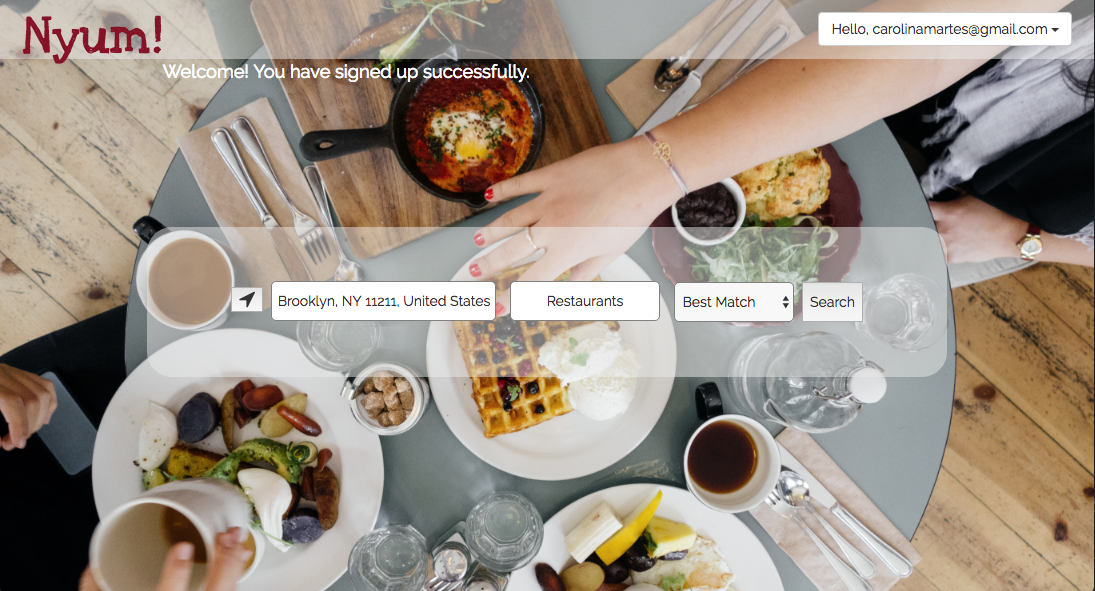 Nyum!
Hello, carolinamartes@gmail.com
Welcome! You have signed up successfully.
Brooklyn, NY 11211, United States
Restaurants
Best Match
Search